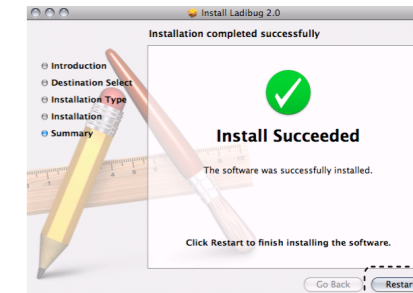 Install Ladibug 2.0
Installation completed successfully
Introduction
Destination Select
Installation Type
Installation
Summary
Install Succeeded
The software was successfully installed.
Click Restart to finish installing the software.
Go Back
Restar